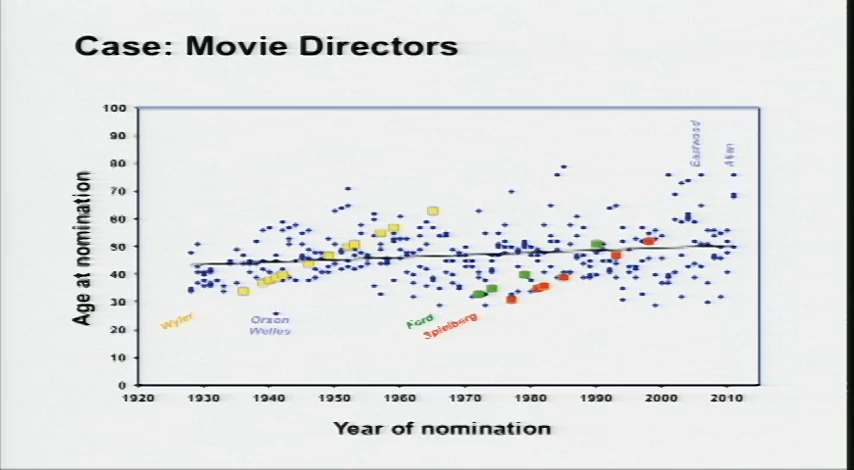 Case: Movie Directors
Age at nomination
100
90
80
70
60
50
40
30
20
10
0
Eastwood
Allen
Wyler
Orson
Welles
Ford
Spielberg
1920
1930
1940
1950
1960
1970
1980
1990
2000
2010
Year of nomination